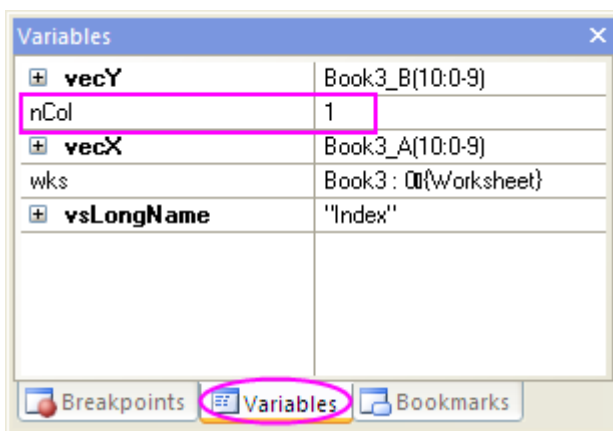 Variables
vecY Book3_B(10:0-9)
nCol 1
vecX Book3_A(10:0-9)
wks Book3 : {Worksheet}
vsLongName "Index"
Breakpoints Variables Bookmarks